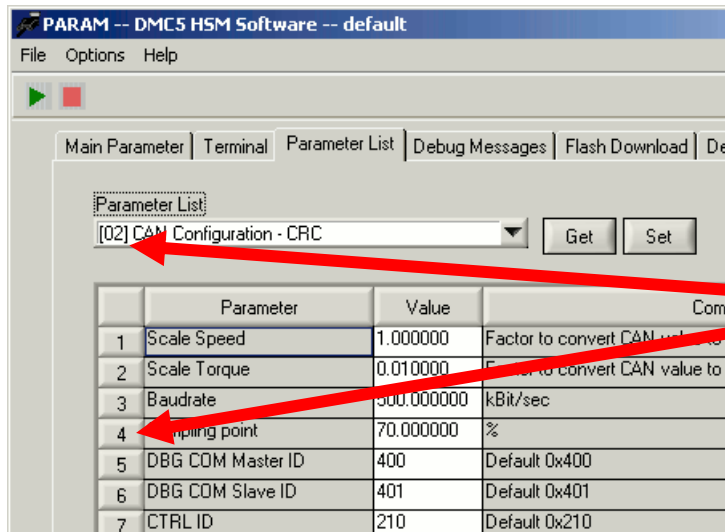 PARAM -- DMC5 HSM Software -- default
File Options Help
Main Parameter Terminal Parameter List Debug Messages Flash Download De
Parameter List
[02] CAN Configuration - CRC Get Set
Parameter Value Com
1 Scale Speed 1.000000 Factor to convert CAN value to
2 Scale Torque 0.010000 Factor to convert CAN value to
3 Baudrate 500.000000 kBit/sec
4 point 70.000000 %
5 DBG COM Master ID 400 Default 0x400
6 DBG COM Slave ID 401 Default 0x401
7 CTRL ID 210 Default 0x210